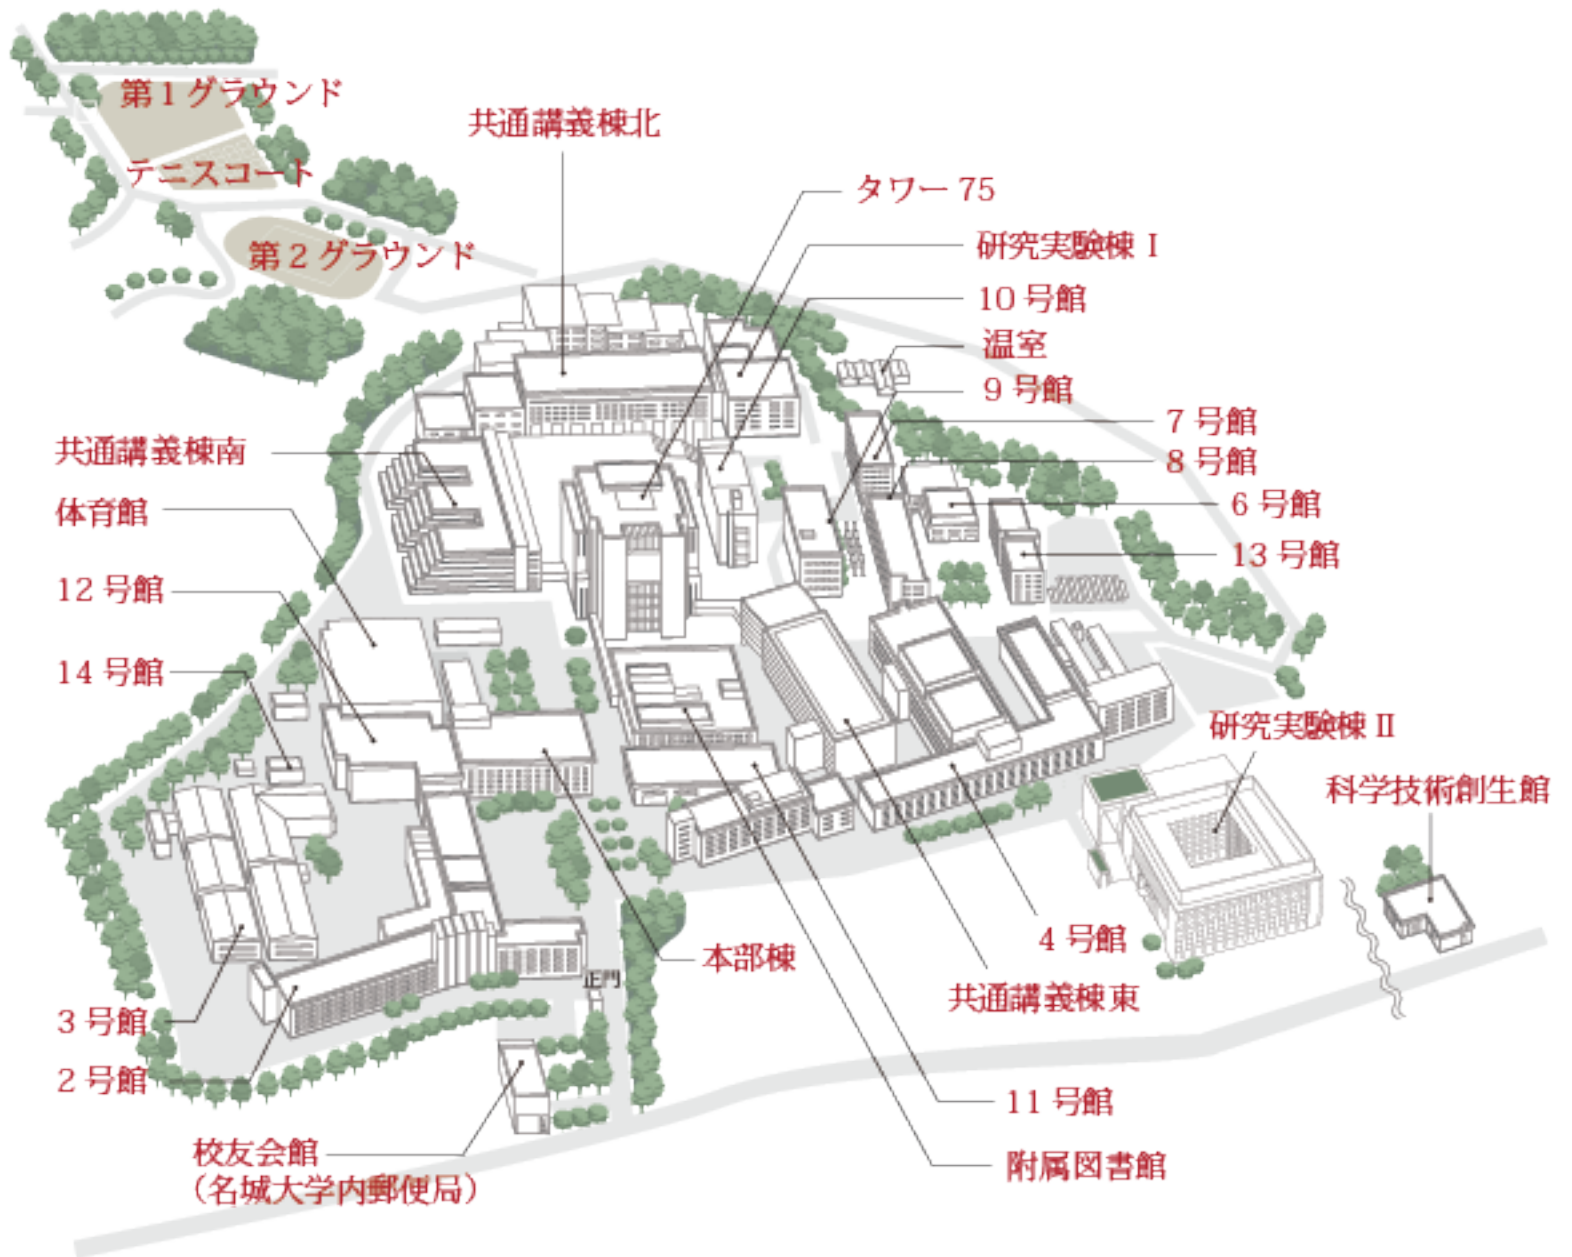 第1グラウンド
共通講義棟北
テニスコート
タワー75
第2グラウンド
研究実験棟Ⅰ
10号館
温室
9号館
7号館
共通講義棟南
8号館
体育館
6号館
13号館
12号館
14号館
研究実験棟Ⅱ
科学技術創生館
4号館
本部棟
正門
共通講義棟東
3号館
2号館
11号館
校友会館
(名城大学内郵便局)
附属図書館